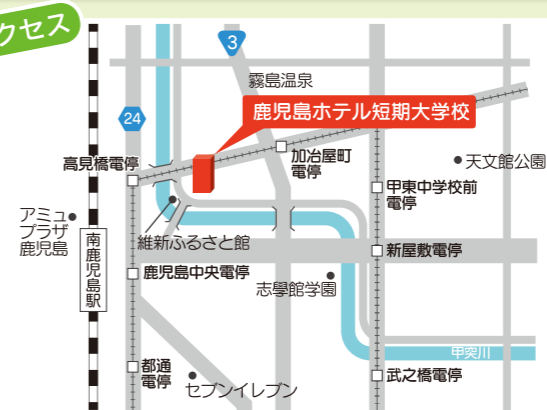 クセス
3
霧島温泉
24
鹿児島ホテル短期大学校
高見橋電停
加冶屋町
電停
天文館公園
甲東中学校前
電停
アミュ
プラザ
鹿児島
維新ふるさと館
南鹿児島駅
新屋敷電停
鹿児島中央電停
志學館学園
甲突川
都通
電停
武之橋電停
セブンイレブン